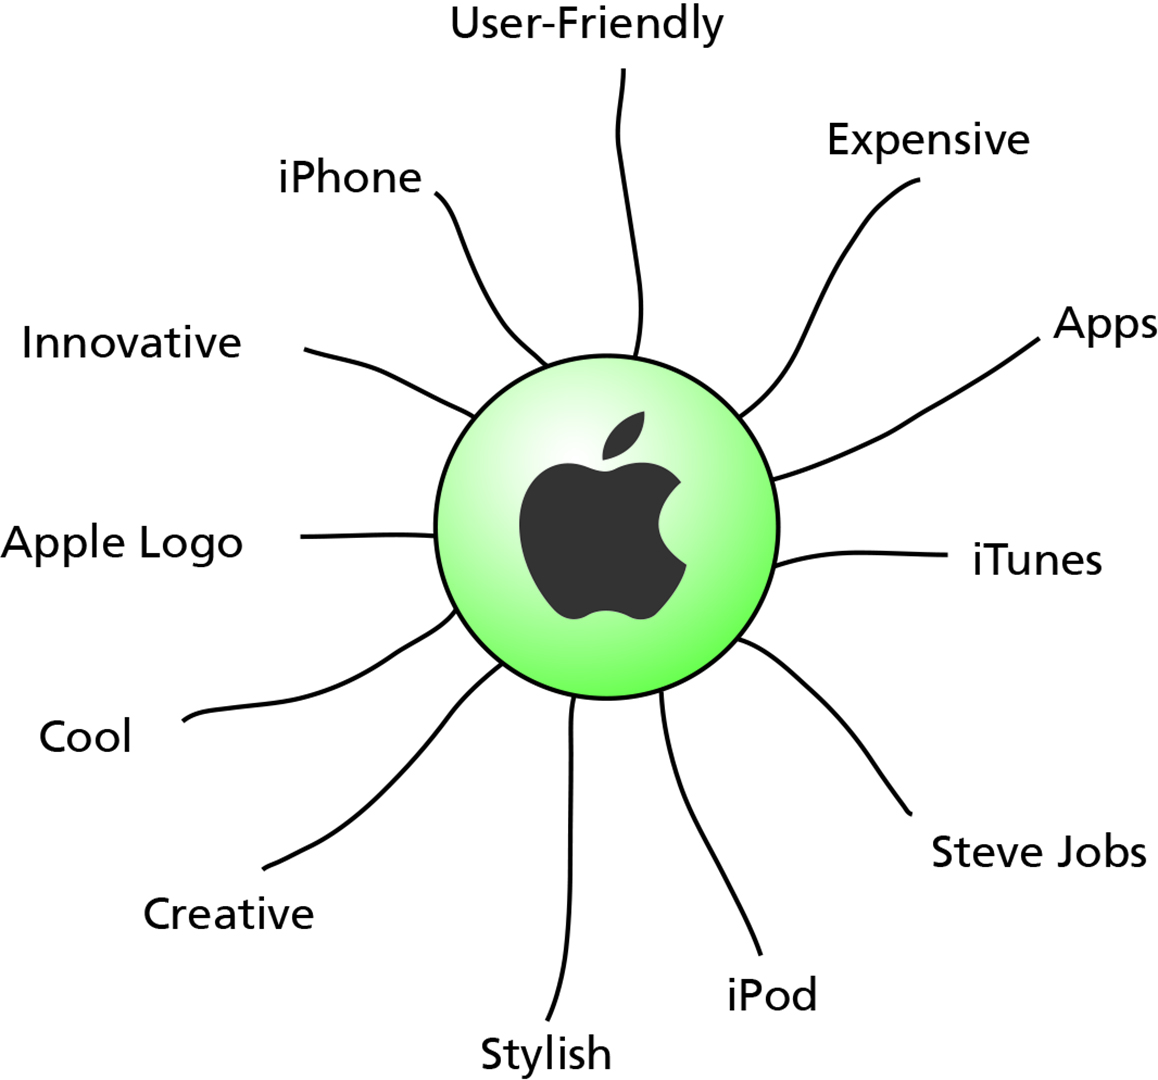 User-Friendly
Expensive
iPhone
Apps
Innovative
Apple Logo
iTunes
Cool
Steve Jobs
Creative
iPod
Stylish